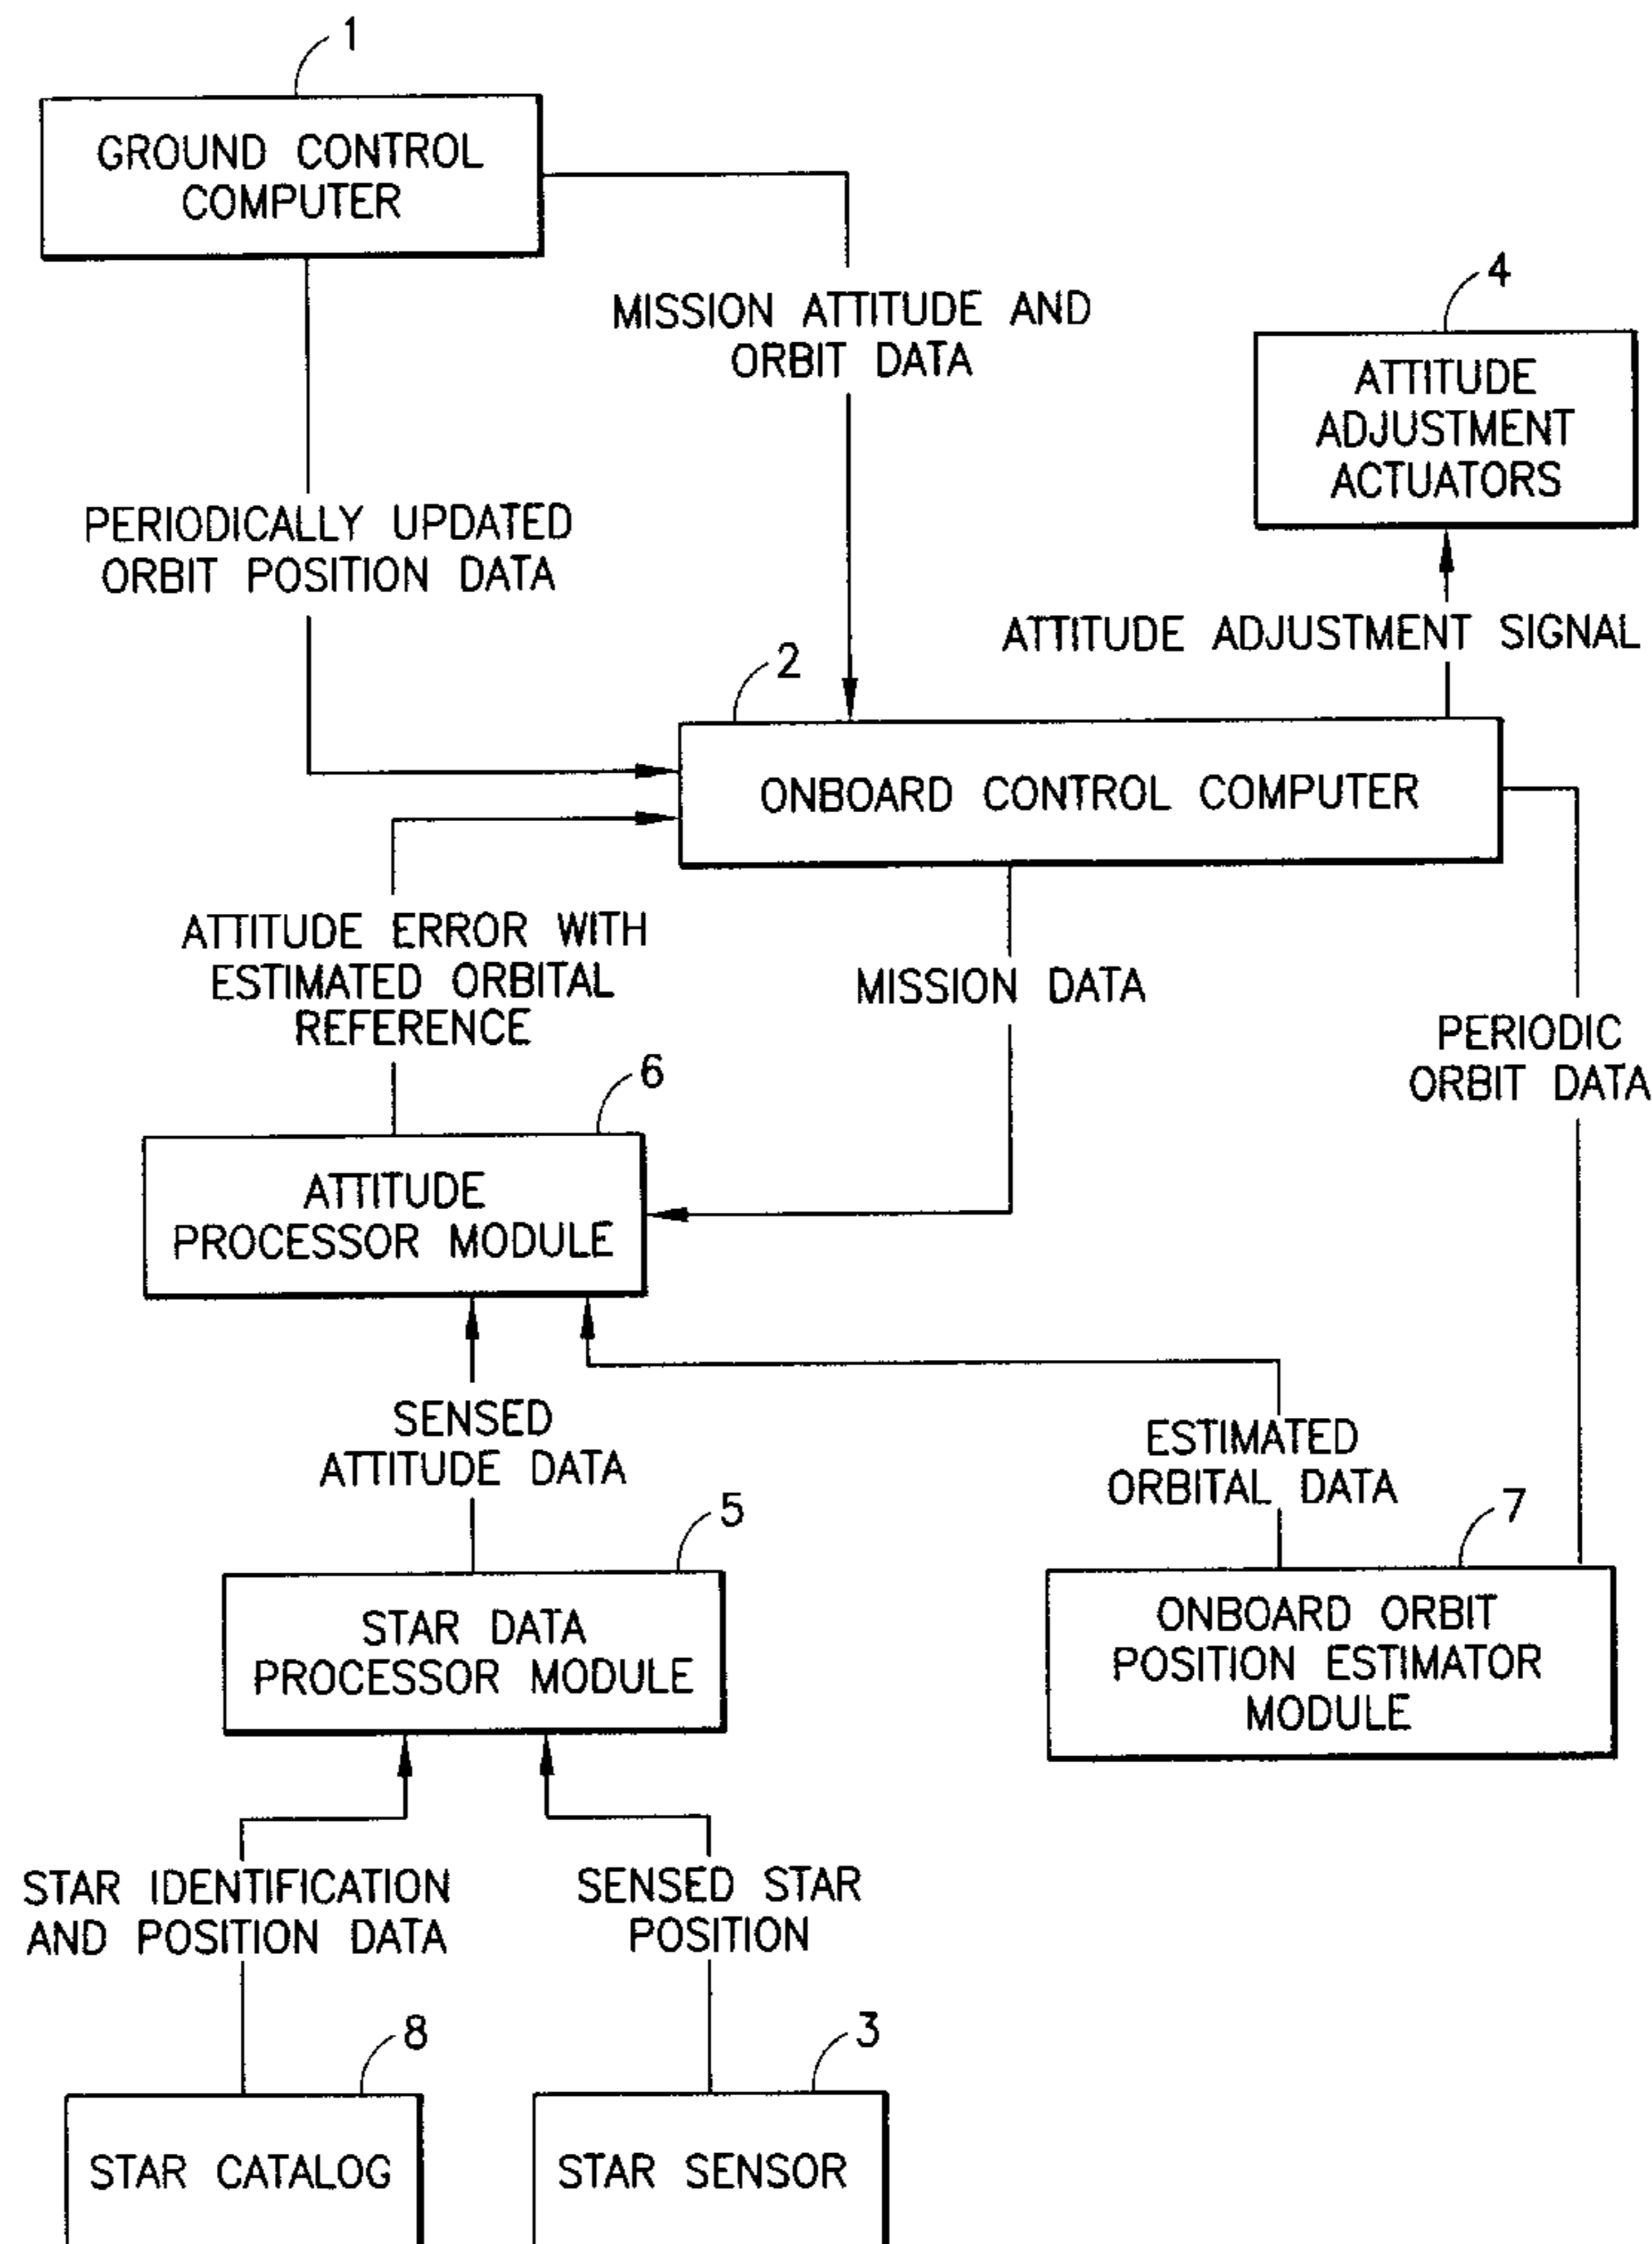 1
GROUND CONTROL
COMPUTER
MISSION ATTITUDE AND
ORBIT DATA
4
ATTITUDE
ADJUSTMENT
ACTUATORS
PERIODICALLY UPDATED
ORBIT POSITION DATA
ATTITUDE ADJUSTMENT SIGNAL
2
ONBOARD CONTROL COMPUTER
ATTITUDE ERROR WITH
ESTIMATED ORBITAL
REFERENCE
MISSION DATA
PERIODIC
ORBIT DATA
6
ATTITUDE
PROCESSOR MODULE
SENSED
ATTITUDE DATA
ESTIMATED
ORBITAL DATA
5
STAR DATA
PROCESSOR MODULE
7
ONBOARD ORBIT
POSITION ESTIMATOR
MODULE
STAR IDENTIFICATION
AND POSITION DATA
SENSED STAR
POSITION
8
STAR CATALOG
3
STAR SENSOR